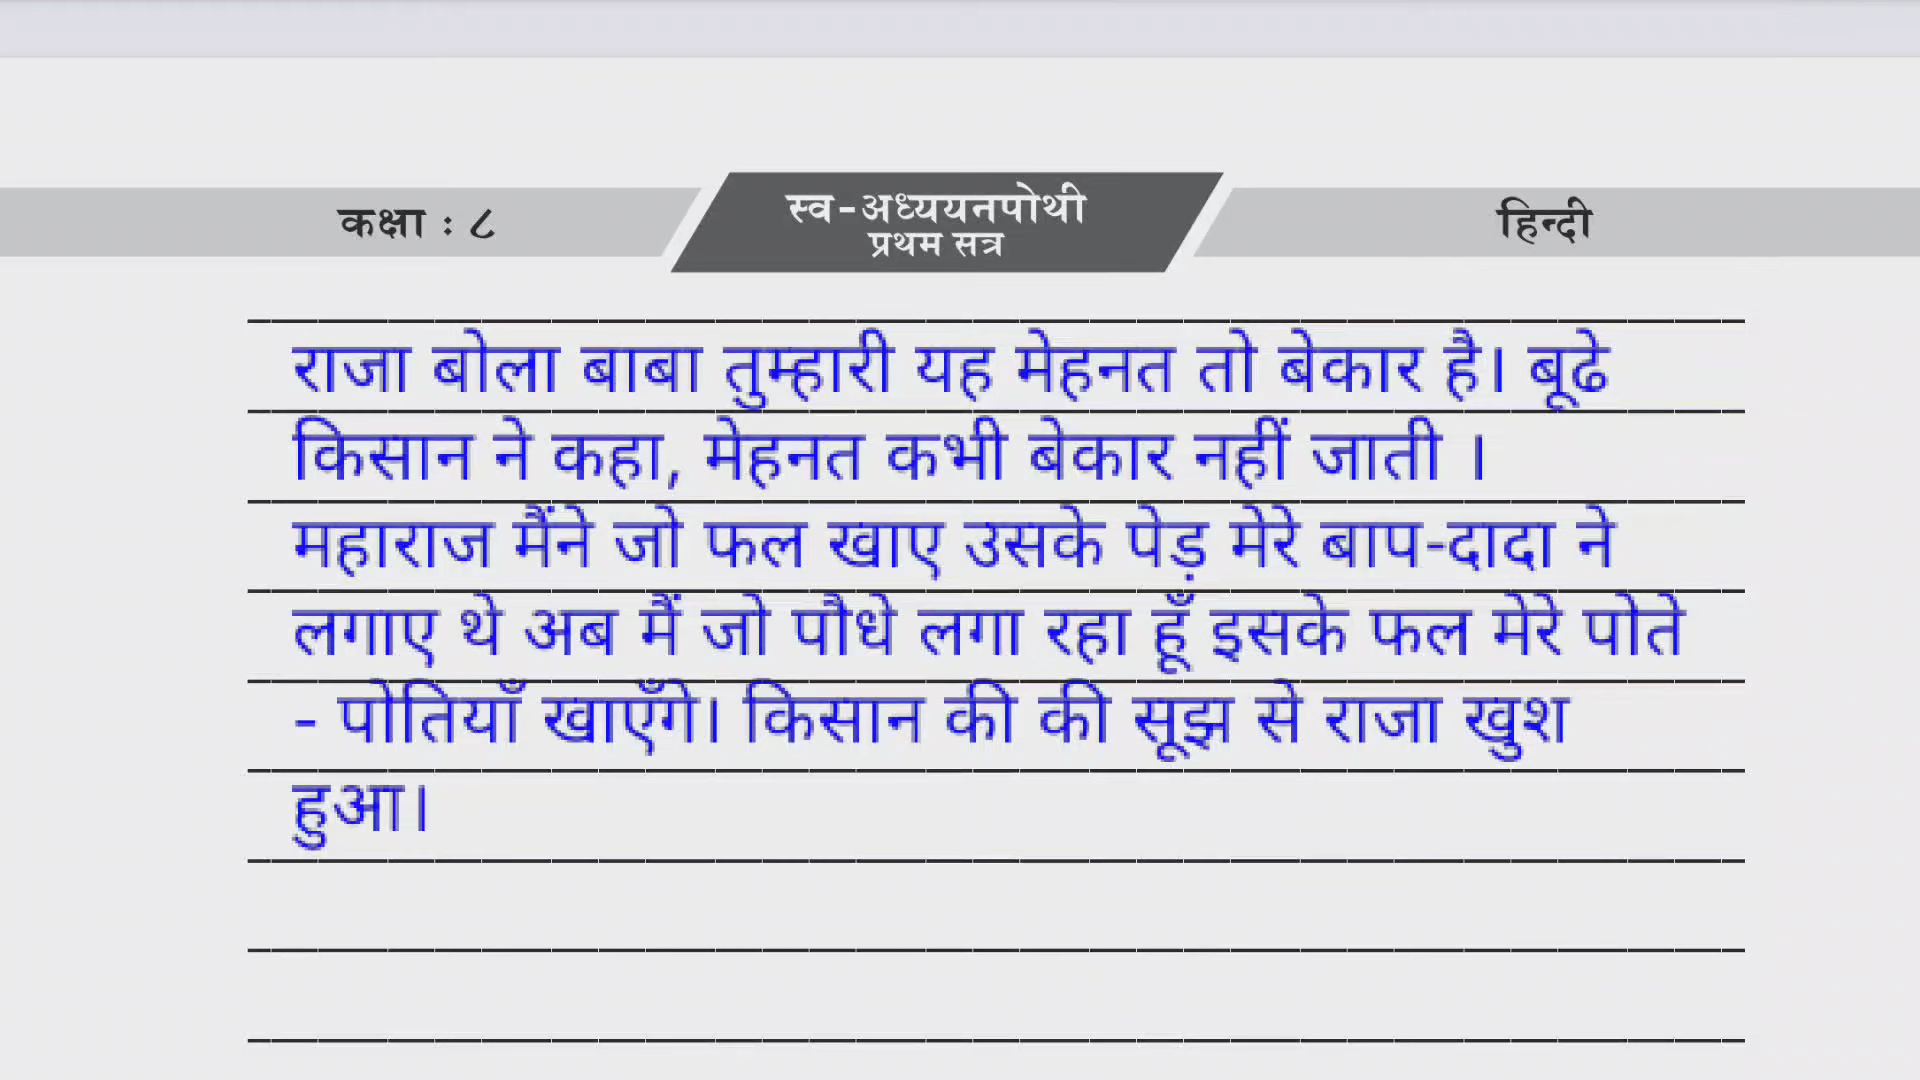 कक्षा : ८
स्व-अध्ययनपोथी
प्रथम सत्र
हिन्दी
राजा बोला बाबा तुम्हारी यह मेहनत तो बेकार है। बूढे
किसान ने कहा, मेहनत कभी बेकार नहीं जाती ।
महाराज मैंने जो फल खाए उसके पेड़ मेरे बाप-दादा ने
लगाए थे अब मैं जो पौधे लगा रहा हूँ इसके फल मेरे पोते
- पोतियाँ खाएँगे। किसान की की सूझ से राजा खुश
हुआ।